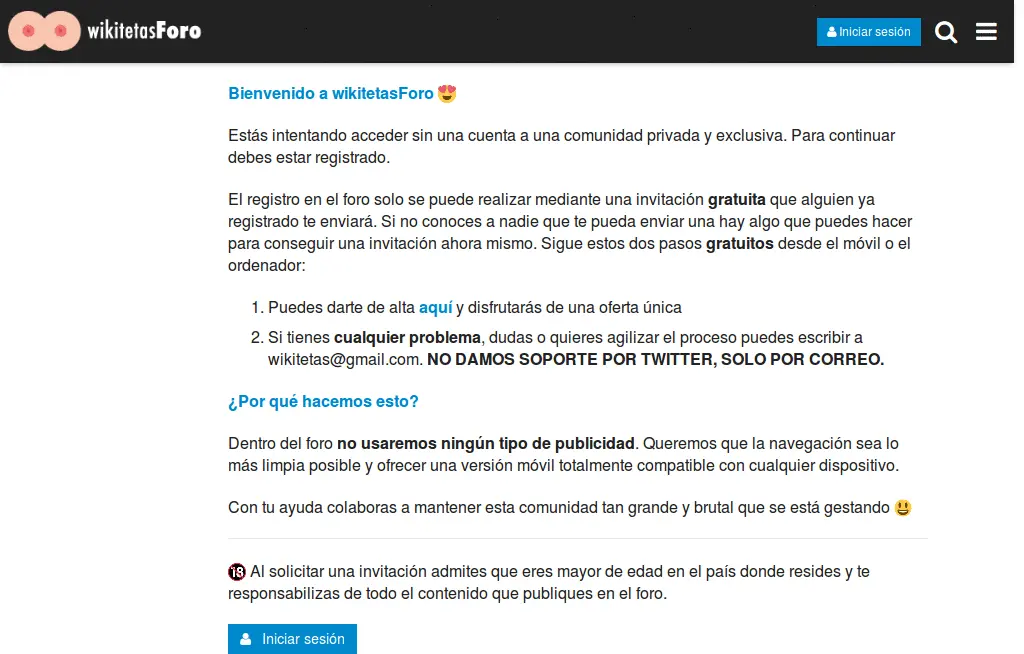 wikitetasForo
Iniciar sesión
Bienvenido a wikitetasForo
Estás intentando acceder sin una cuenta a una comunidad privada y exclusiva. Para continuar
debes estar registrado.
El registro en el foro solo se puede realizar mediante una invitación gratuita que alguien ya
registrado te enviará. Si no conoces a nadie que te pueda enviar una hay algo que puedes hacer
para conseguir una invitación ahora mismo. Sigue estos dos pasos gratuitos desde el móvil o el
ordenador:
1. Puedes darte de alta aquí y disfrutarás de una oferta única
2. Si tienes cualquier problema, dudas o quieres agilizar el proceso puedes escribir a
wikitetas@gmail.com. NO DAMOS SOPORTE POR TWITTER, SOLO POR CORREO.
¿Por qué hacemos esto?
Dentro del foro no usaremos ningún tipo de publicidad. Queremos que la navegación sea lo
más limpia posible y ofrecer una versión móvil totalmente compatible con cualquier dispositivo.
Con tu ayuda colaboras a mantener esta comunidad tan grande y brutal que se está gestando
18 Al solicitar una invitación admites que eres mayor de edad en el país donde resides y te
responsabilizas de todo el contenido que publiques en el foro.
Iniciar sesión